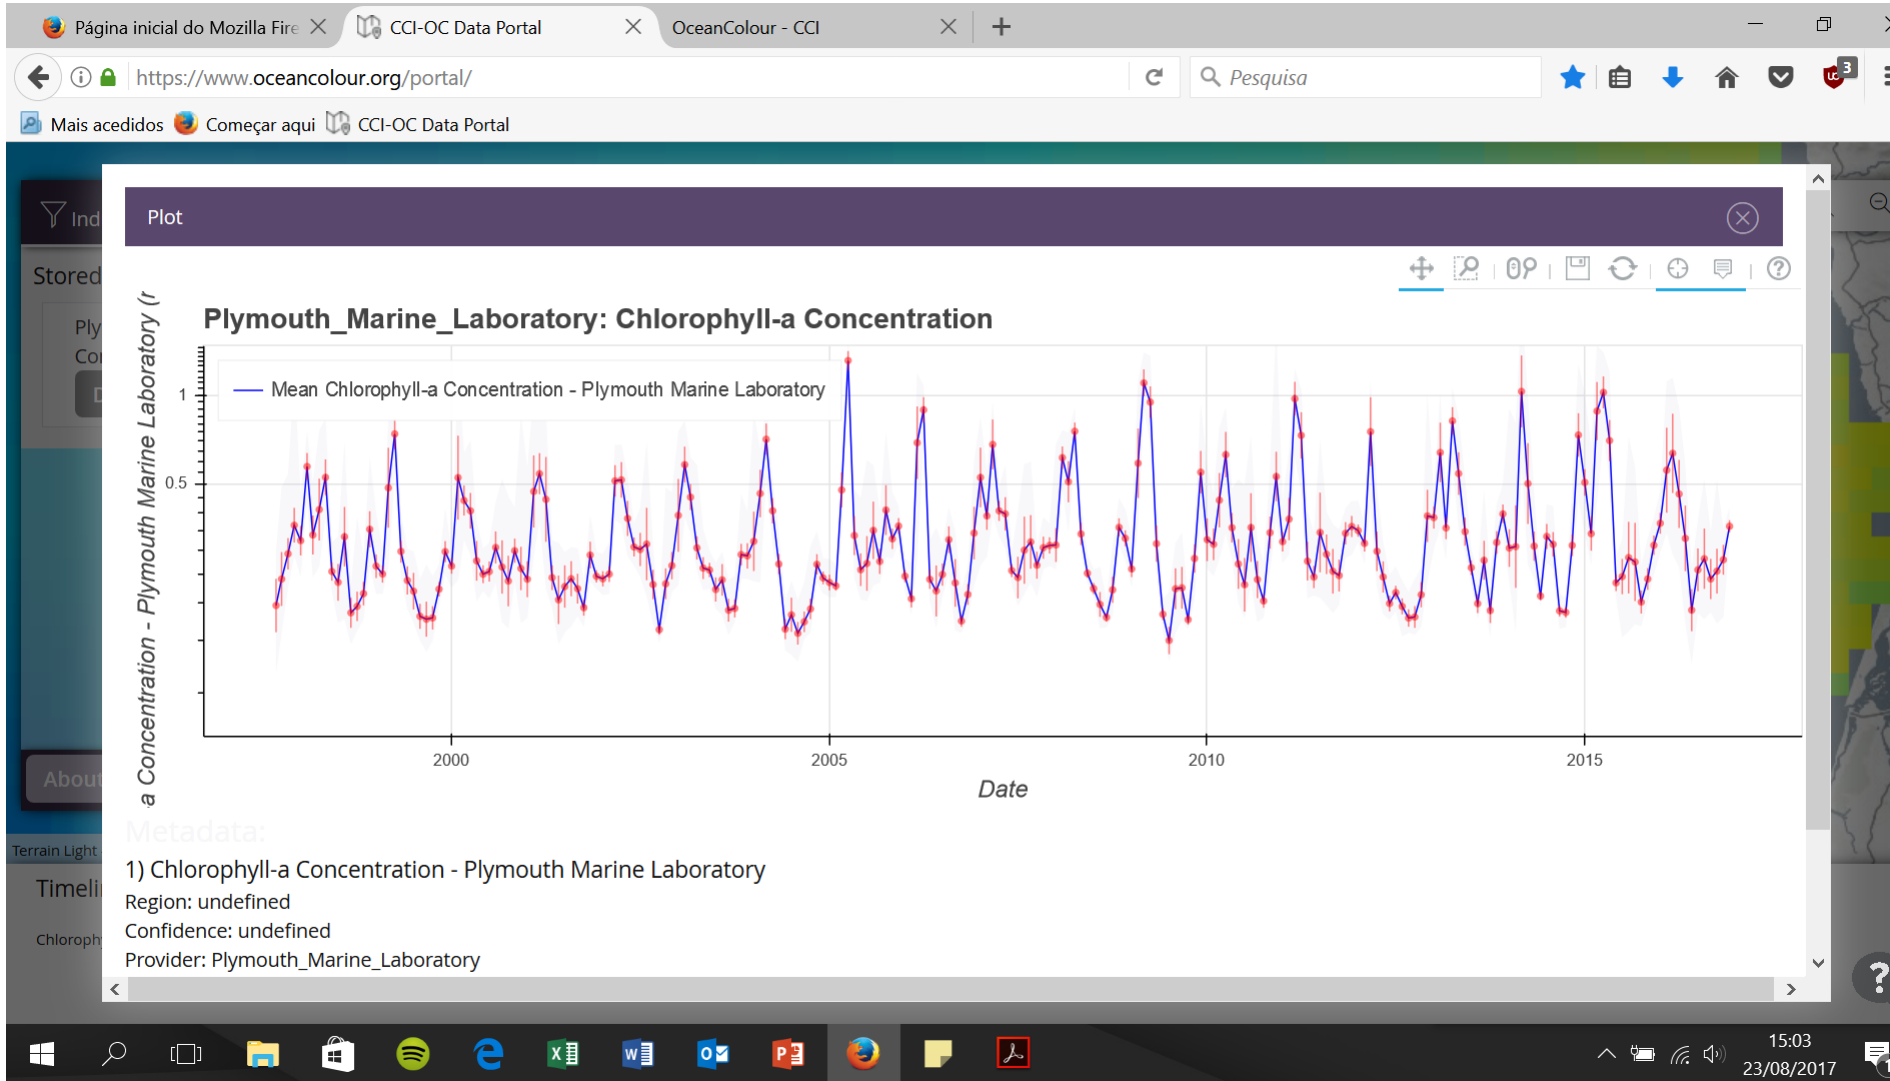 Página inicial do Mozilla Fire
CCI-OC Data Portal
OceanColour - CCI
https://www.oceancolour.org/portal/
Pesquisa
3
Mais acedidos
Começar aqui
CCI-OC Data Portal
Ind
Plot
Stored
Ply
Co
D
Plymouth_Marine_Laboratory: Chlorophyll-a Concentration
Mean Chlorophyll-a Concentration - Plymouth Marine Laboratory
a Concentration - Plymouth Marine Laboratory (
1
0.5
2000
2005
2010
2015
Date
About
Metadata:
Terrain Light
1) Chlorophyll-a Concentration - Plymouth Marine Laboratory
Timeli
Region: undefined
Confidence: undefined
Chloroph
Provider: Plymouth_Marine_Laboratory
15:03
23/08/2017